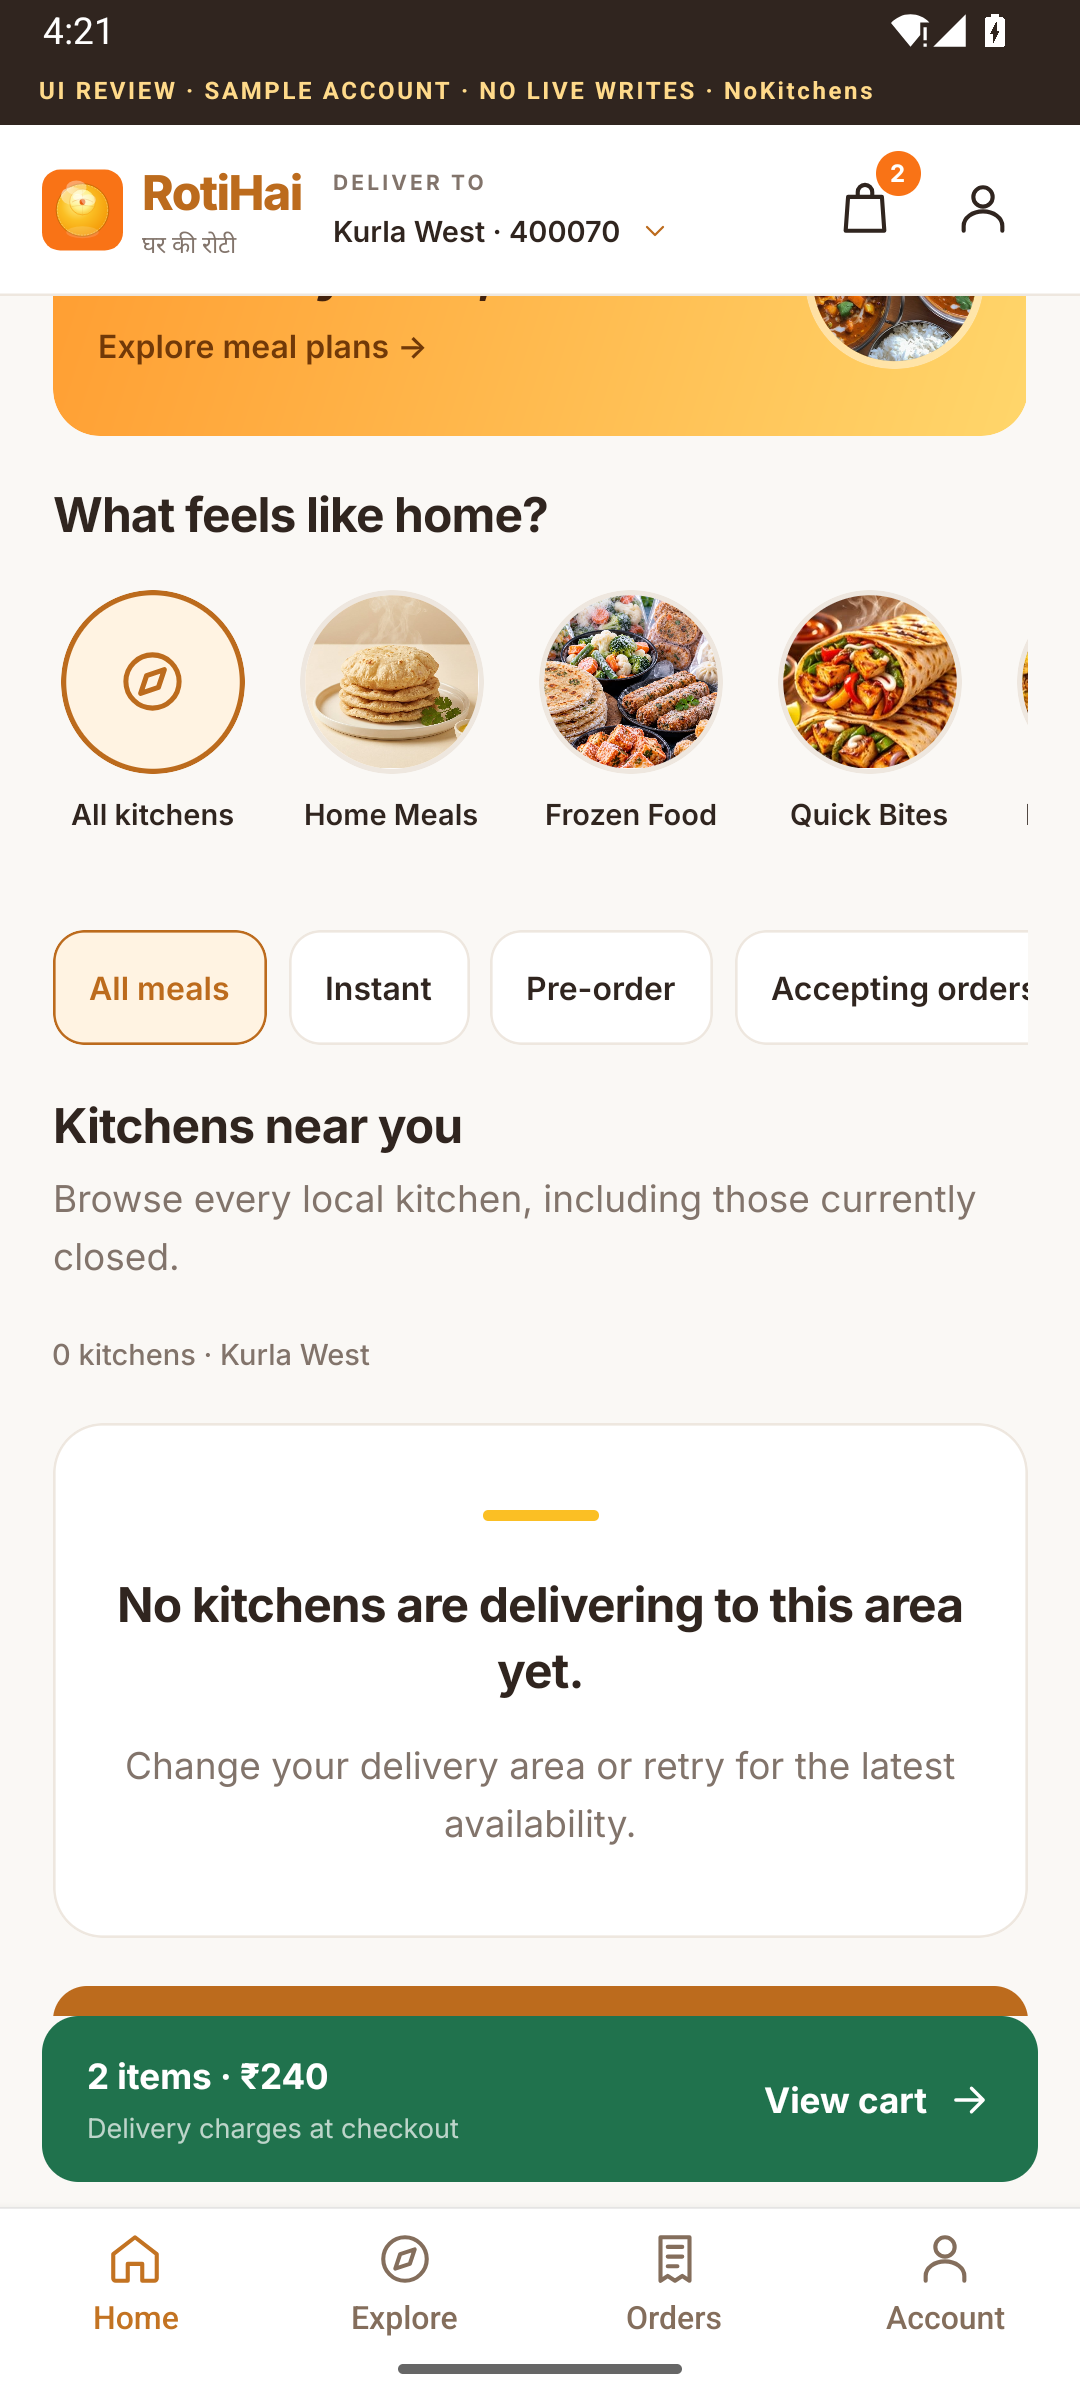 4:21
UI REVIEW · SAMPLE ACCOUNT · NO LIVE WRITES · NoKitchens
RotiHai
घर की रोटी
DELIVER TO
Kurla West · 400070
2
Explore meal plans →
What feels like home?
All kitchens
Home Meals
Frozen Food
Quick Bites
All meals
Instant
Pre-order
Accepting orders
Kitchens near you
Browse every local kitchen, including those currently
closed.
0 kitchens · Kurla West
No kitchens are delivering to this area
yet.
Change your delivery area or retry for the latest
availability.
2 items · ₹240
Delivery charges at checkout
View cart →
Home
Explore
Orders
Account